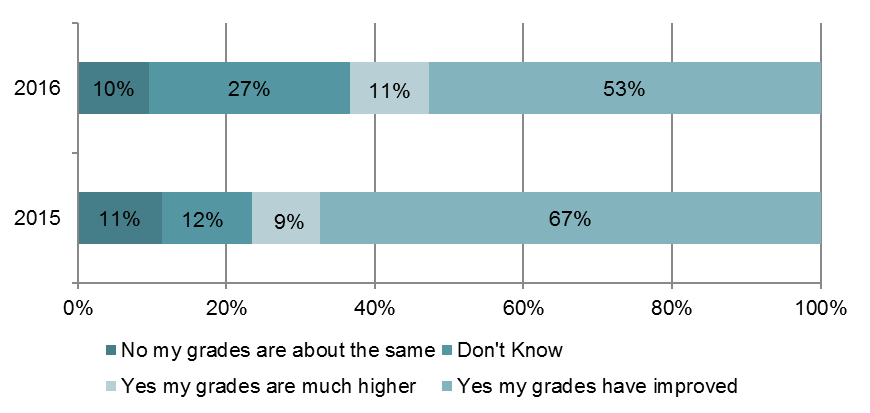 2016
10% 27% 11% 53%
2015
11% 12% 9% 67%
0% 20% 40% 60% 80% 100%
No my grades are about the same Don't Know
Yes my grades are much higher Yes my grades have improved